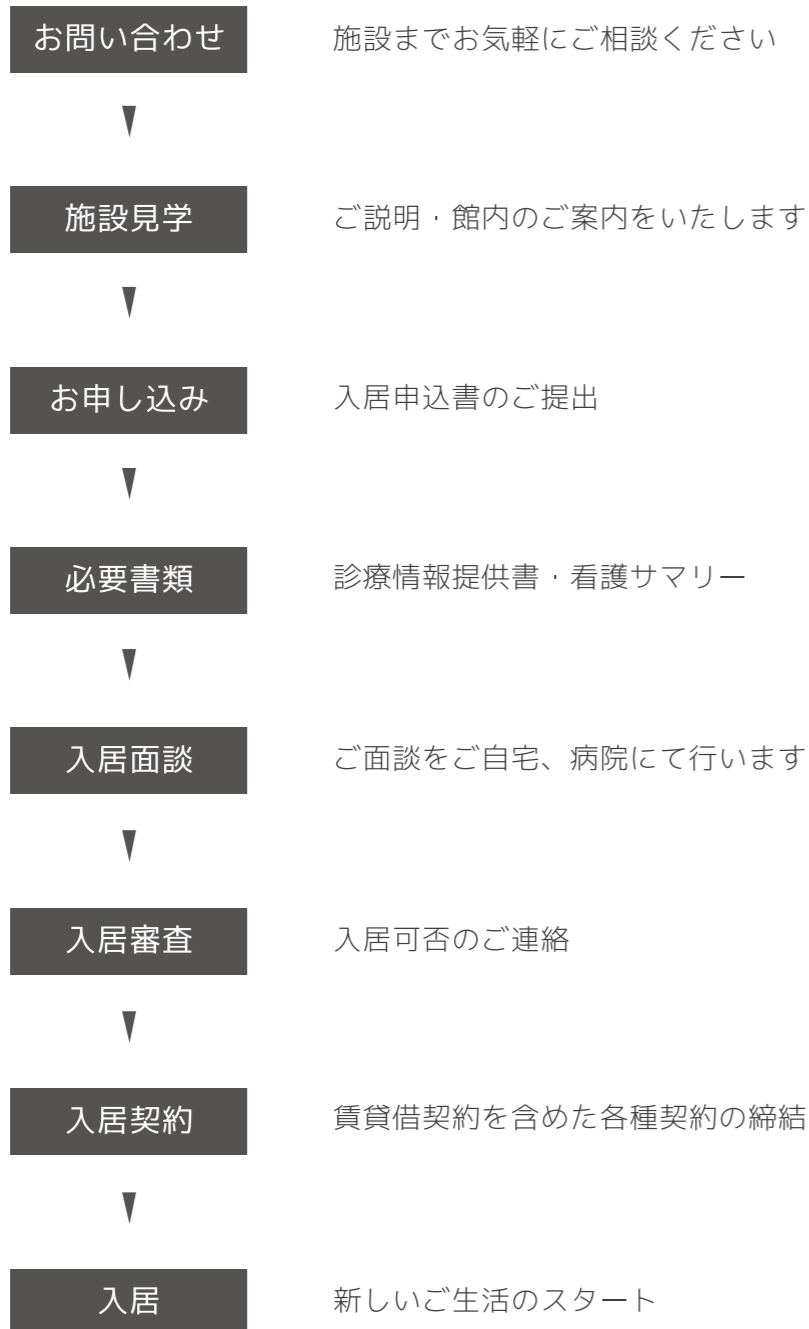 お問い合わせ
施設までお気軽にご相談ください
施設見学
ご説明・館内のご案内をいたします
お申し込み
入居申込書のご提出
必要書類
診療情報提供書・看護サマリー
入居面談
ご面談をご自宅、病院にて行います
入居審査
入居可否のご連絡
入居契約
賃貸借契約を含めた各種契約の締結
入居
新しいご生活のスタート